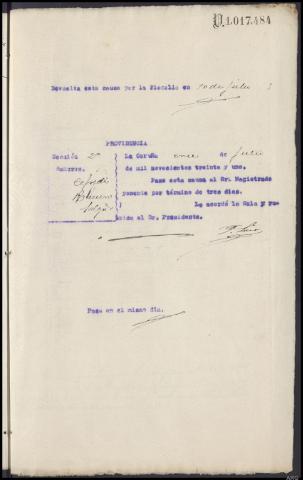 D.1.017.484
Devuelta esta causa por la Fiscalía en 10 de Julio
PROVIDENCIA
Sección 2ª
La Coruña once de Julio
Señores.
de mil novecientos treinta y uno.
Pase esta causa al Sr. Magistrado
ponente por término de tres días.
Lo acordó la Sala y ru-
brica el Sr. Presidente.
Pasa en el mismo día.